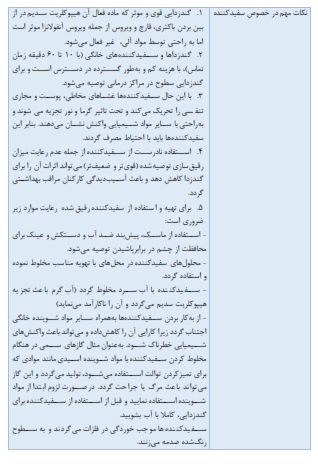 نکات مهم در خصوص سفیدکننده
۱. گندزدایی قوی و موثر که ماده فعال آن هیپوکلریت سدیم در از
بین بردن باکتری، قارچ و ویروس از جمله ویروس آنفولانزا موثر است
اما به راحتی توسط مواد آلی، غیر فعال می‌شود.
۲. گندزداها و سفیدکننده‌های خانگی (با ۱۰ تا ۶۰ دقیقه زمان
تماس)، با هزینه کم و به‌طور گسترده در دسترس است و برای
گندزدایی سطوح در مراکز درمانی توصیه می‌شود.
۳. با این حال سفیدکننده‌ها غشاهای مخاطی، پوست و مجاری
تنفسی را تحریک می‌کند و تحت تاثیر گرما و نور تجزیه می شوند و
به‌راحتی با سایر مواد شیمیایی واکنش نشان می‌دهند. بنابر این
سفیدکننده‌ها باید با احتیاط مصرف گردند.
۴. استفاده نادرست از سفیدکننده از جمله عدم رعایت میزان
رقیق‌سازی توصیه شده (قوی‌تر و ضعیف‌تر) می‌تواند اثرات آن را برای
گندزدا کاهش دهد و باعث آسیب‌دیدگی کارکنان مراقب بهداشتی
گردد.
۵. برای تهیه و استفاده از سفیدکننده رقیق شده رعایت موارد زیر
ضروری است:
- استفاده از ماسک، پیش‌بند ضد آب و دستکش و عینک برای
محافظت از چشم در برابرپاشیدن توصیه می‌شود.
- محلول‌های سفیدکننده در محل‌های با تهویه مناسب مخلوط نموده
و استفاده گردد.
- سفیدکننده با آب سرد مخلوط گردد (آب گرم باعث تجزیه
هیپوکلریت سدیم می‌گردد و آن را ناکارآمد می‌نماید)
- از به‌کار بردن سفیدکننده‌ها به‌همراه سایر مواد شوینده خانگی
اجتناب گردد زیرا کارایی آن را کاهش‌داده و می‌تواند باعث واکنش‌های
شیمیایی خطرناک شود. به‌عنوان مثال گازهای سمی در هنگام
مخلوط کردن سفیدکننده با مواد شوینده اسیدی مانند موادی که
برای تمیزکردن توالت استفاده می‌شود، تولید می‌گردد و این گاز
می‌تواند باعث مرگ یا جراحت گردد. در صورت لزوم ابتدا از مواد
شوینده استفاده نمایید و قبل از استفاده از سفیدکننده برای
گندزدایی، کاملا با آب بشویید.
سفیدکننده ها موجب خوردگی در فلزات می‌گردند و به سطوح
رنگ‌شده صدمه می‌زنند.